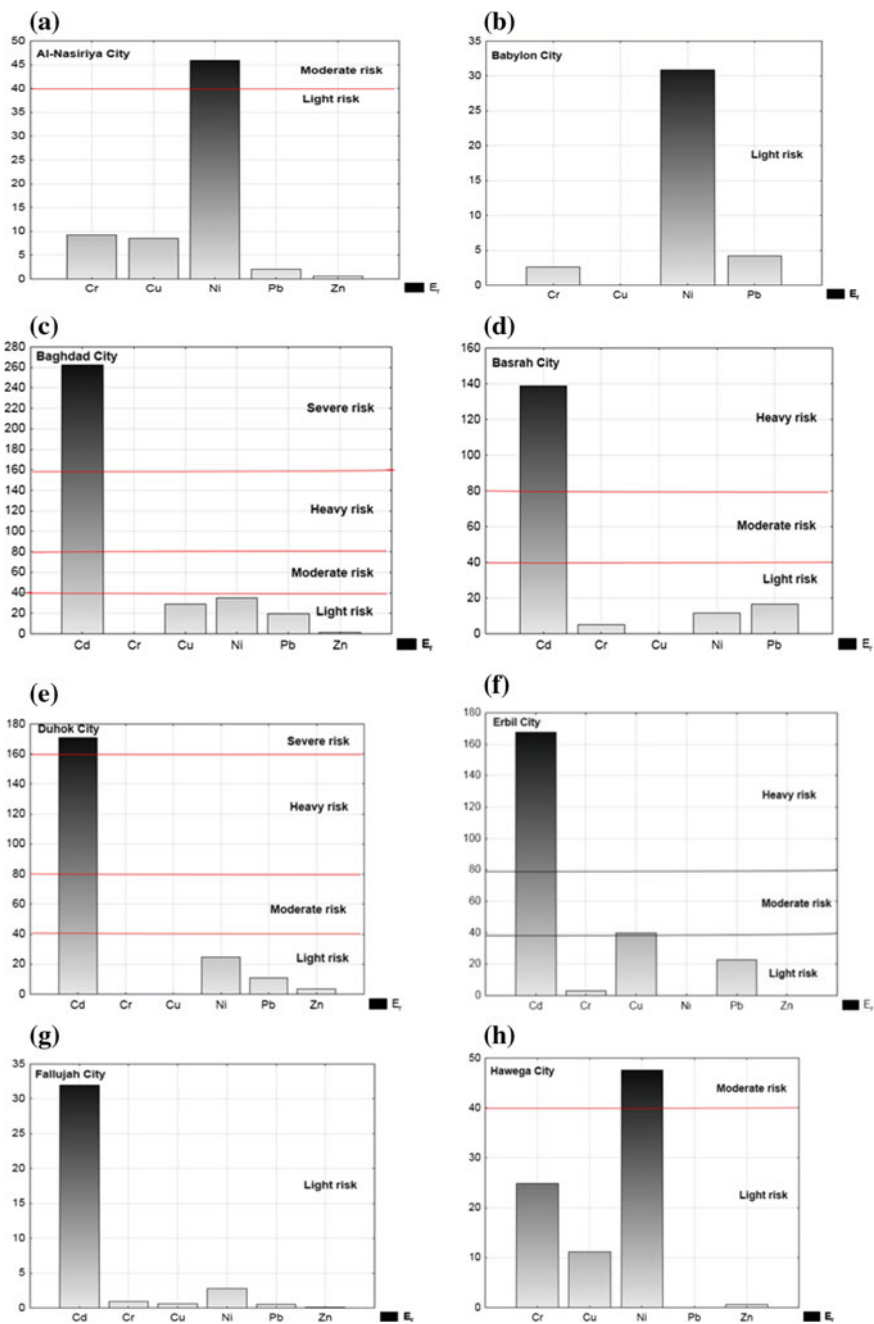 (a)
50
45
40
35
30
25
20
15
10
5
0
Al-Nasiriya City
Moderate risk
Light risk
Cr Cu Ni Pb Zn
Er
(b)
35
30
25
20
15
10
5
0
Babylon City
Light risk
Cr Cu Ni Pb
Er
(c)
280
260
240
220
200
180
160
140
120
100
80
60
40
20
0
Baghdad City
Severe risk
Heavy risk
Moderate risk
Light risk
Cd Cr Cu Ni Pb Zn
Er
(d)
160
140
120
100
80
60
40
20
0
Basrah City
Heavy risk
Moderate risk
Light risk
Cd Cr Cu Ni Pb
Er
(e)
180
160
140
120
100
80
60
40
20
0
Duhok City
Severe risk
Heavy risk
Moderate risk
Light risk
Cd Cr Cu Ni Pb Zn
Er
(f)
180
160
140
120
100
80
60
40
20
0
Erbil City
Heavy risk
Moderate risk
Light risk
Cd Cr Cu Ni Pb Zn
Er
(g)
35
30
25
20
15
10
5
0
Fallujah City
Light risk
Cd Cr Cu Ni Pb Zn
Er
(h)
50
40
30
20
10
0
Hawega City
Moderate risk
Light risk
Cr Cu Ni Pb Zn
Er